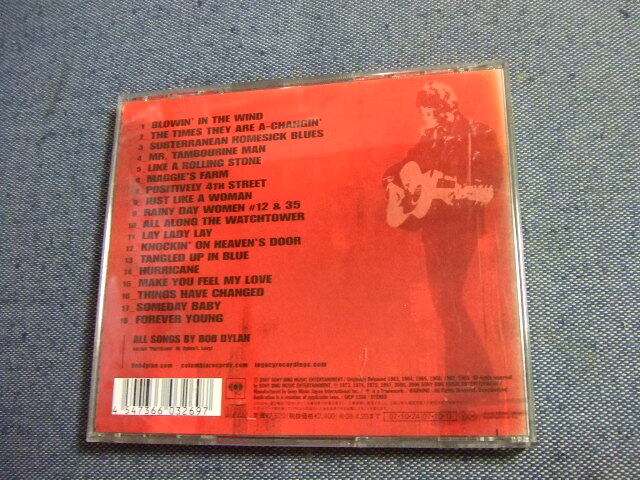 1 BLOWIN' IN THE WIND
2 THE TIMES THEY ARE A-CHANGIN'
3 SUBTERRANEAN HOMESICK BLUES
4 MR. TAMBOURINE MAN
5 LIKE A ROLLING STONE
6 MAGGIE'S FARM
7 POSITIVELY 4TH STREET
8 JUST LIKE A WOMAN
9 RAINY DAY WOMEN #12 & 35
10 ALL ALONG THE WATCHTOWER
11 LAY LADY LAY
12 KNOCKIN' ON HEAVEN'S DOOR
13 TANGLED UP IN BLUE
14 HURRICANE
15 MAKE YOU FEEL MY LOVE
16 THINGS HAVE CHANGED
17 SOMEDAY BABY
18 FOREVER YOUNG
ALL SONGS BY BOB DYLAN
bobdylan.com columbiarecords.com legacyrecordings.com
4 547366 032697